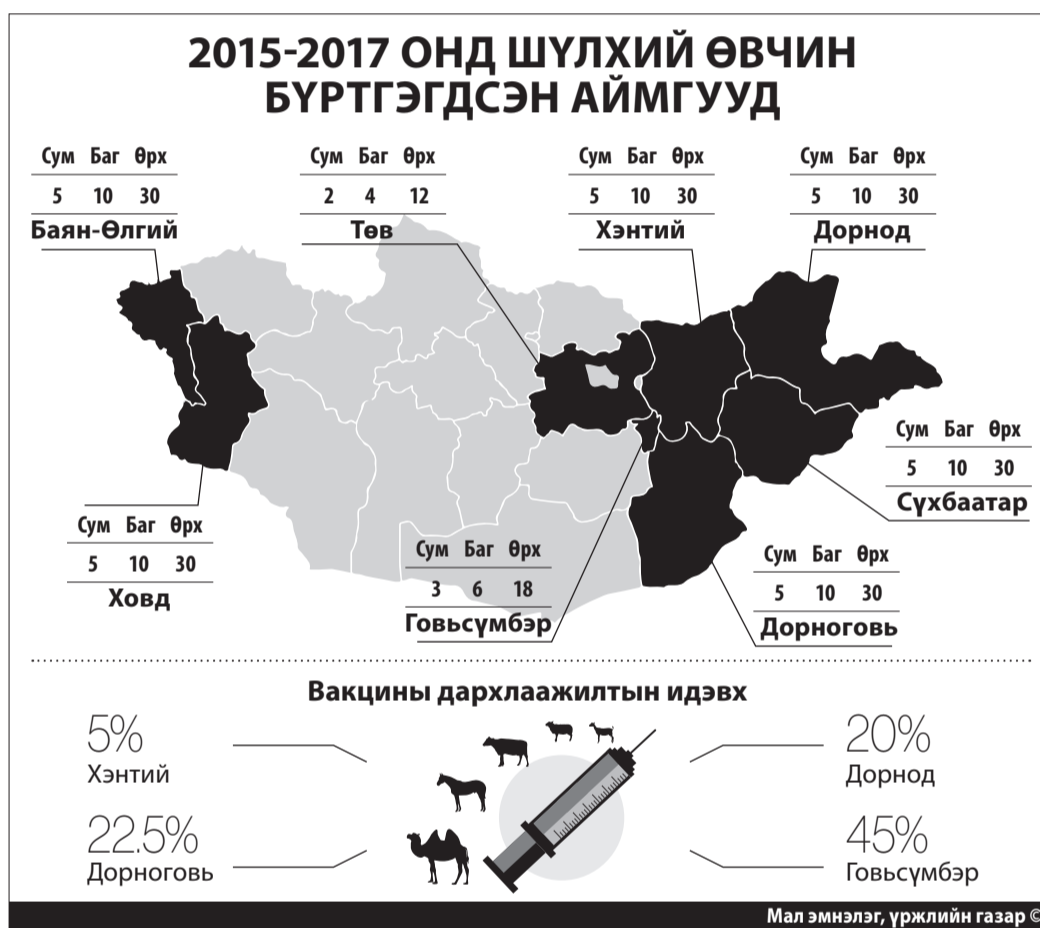 2015-2017 ОНД ШҮЛХИЙ ӨВЧИН
БҮРТГЭГДСЭН АЙМГУУД
Сум Баг Өрх
5 10 30
Баян-Өлгий
Сум Баг Өрх
2 4 12
Төв
Сум Баг Өрх
5 10 30
Хэнтий
Сум Баг Өрх
5 10 30
Дорнод
Сум Баг Өрх
5 10 30
Сүхбаатар
Сум Баг Өрх
5 10 30
Ховд
Сум Баг Өрх
3 6 18
Говьсүмбэр
Сум Баг Өрх
5 10 30
Дорноговь
Вакцины дархлаажилтын идэвх
5%
Хэнтий
20%
Дорнод
22.5%
Дорноговь
45%
Говьсүмбэр
Мал эмнэлэг, үржлийн газар ©